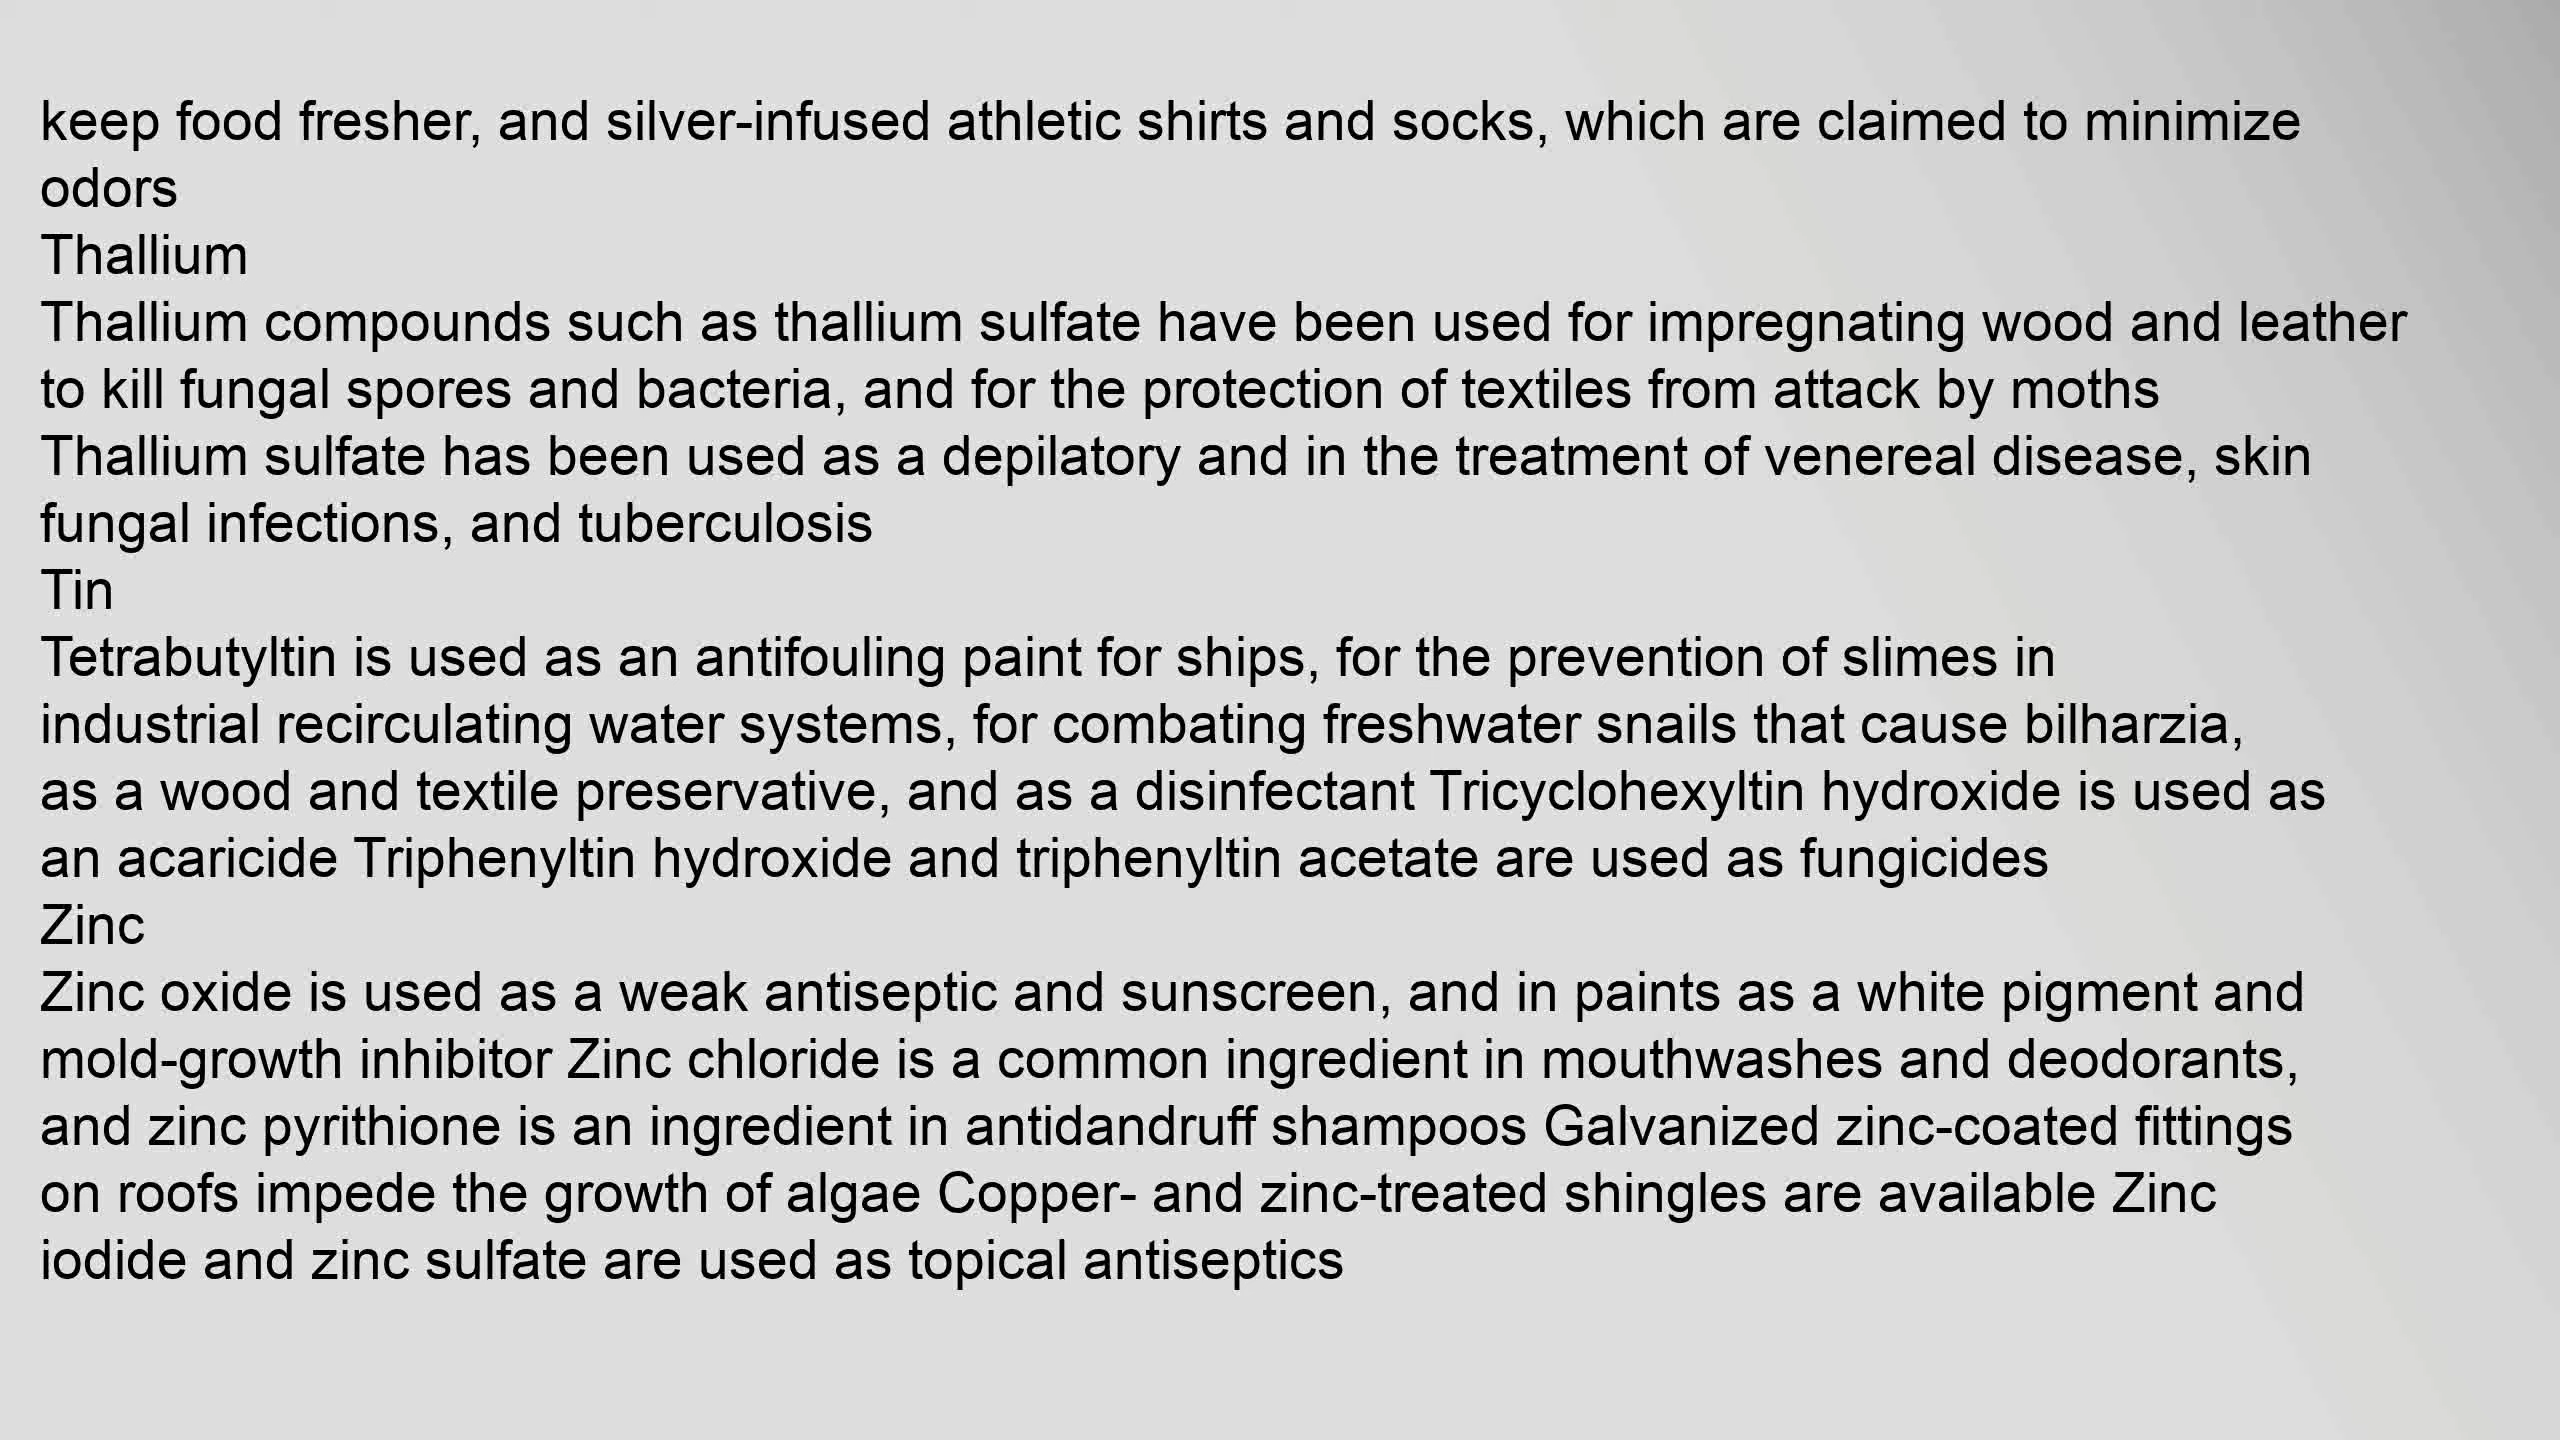 keep food fresher, and silver-infused athletic shirts and socks, which are claimed to minimize
odors
Thallium
Thallium compounds such as thallium sulfate have been used for impregnating wood and leather
to kill fungal spores and bacteria, and for the protection of textiles from attack by moths
Thallium sulfate has been used as a depilatory and in the treatment of venereal disease, skin
fungal infections, and tuberculosis
Tin
Tetrabutyltin is used as an antifouling paint for ships, for the prevention of slimes in
industrial recirculating water systems, for combating freshwater snails that cause bilharzia,
as a wood and textile preservative, and as a disinfectant Tricyclohexyltin hydroxide is used as
an acaricide Triphenyltin hydroxide and triphenyltin acetate are used as fungicides
Zinc
Zinc oxide is used as a weak antiseptic and sunscreen, and in paints as a white pigment and
mold-growth inhibitor Zinc chloride is a common ingredient in mouthwashes and deodorants,
and zinc pyrithione is an ingredient in antidandruff shampoos Galvanized zinc-coated fittings
on roofs impede the growth of algae Copper- and zinc-treated shingles are available Zinc
iodide and zinc sulfate are used as topical antiseptics